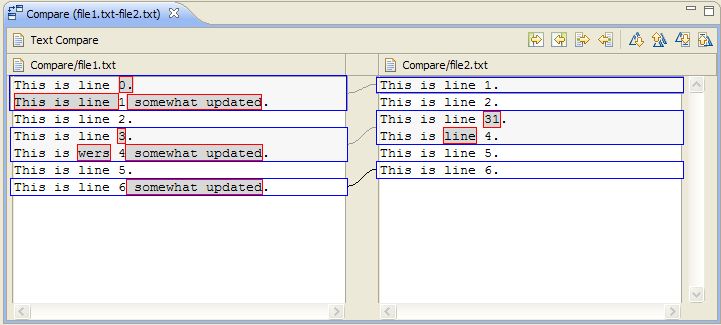 Compare (file1.txt-file2.txt)
Text Compare
Compare/file1.txt
This is line 0.
This is line 1 somewhat updated.
This is line 2.
This is line 3.
This is wers 4 somewhat updated.
This is line 5.
This is line 6 somewhat updated.
Compare/file2.txt
This is line 1.
This is line 2.
This is line 31.
This is line 4.
This is line 5.
This is line 6.